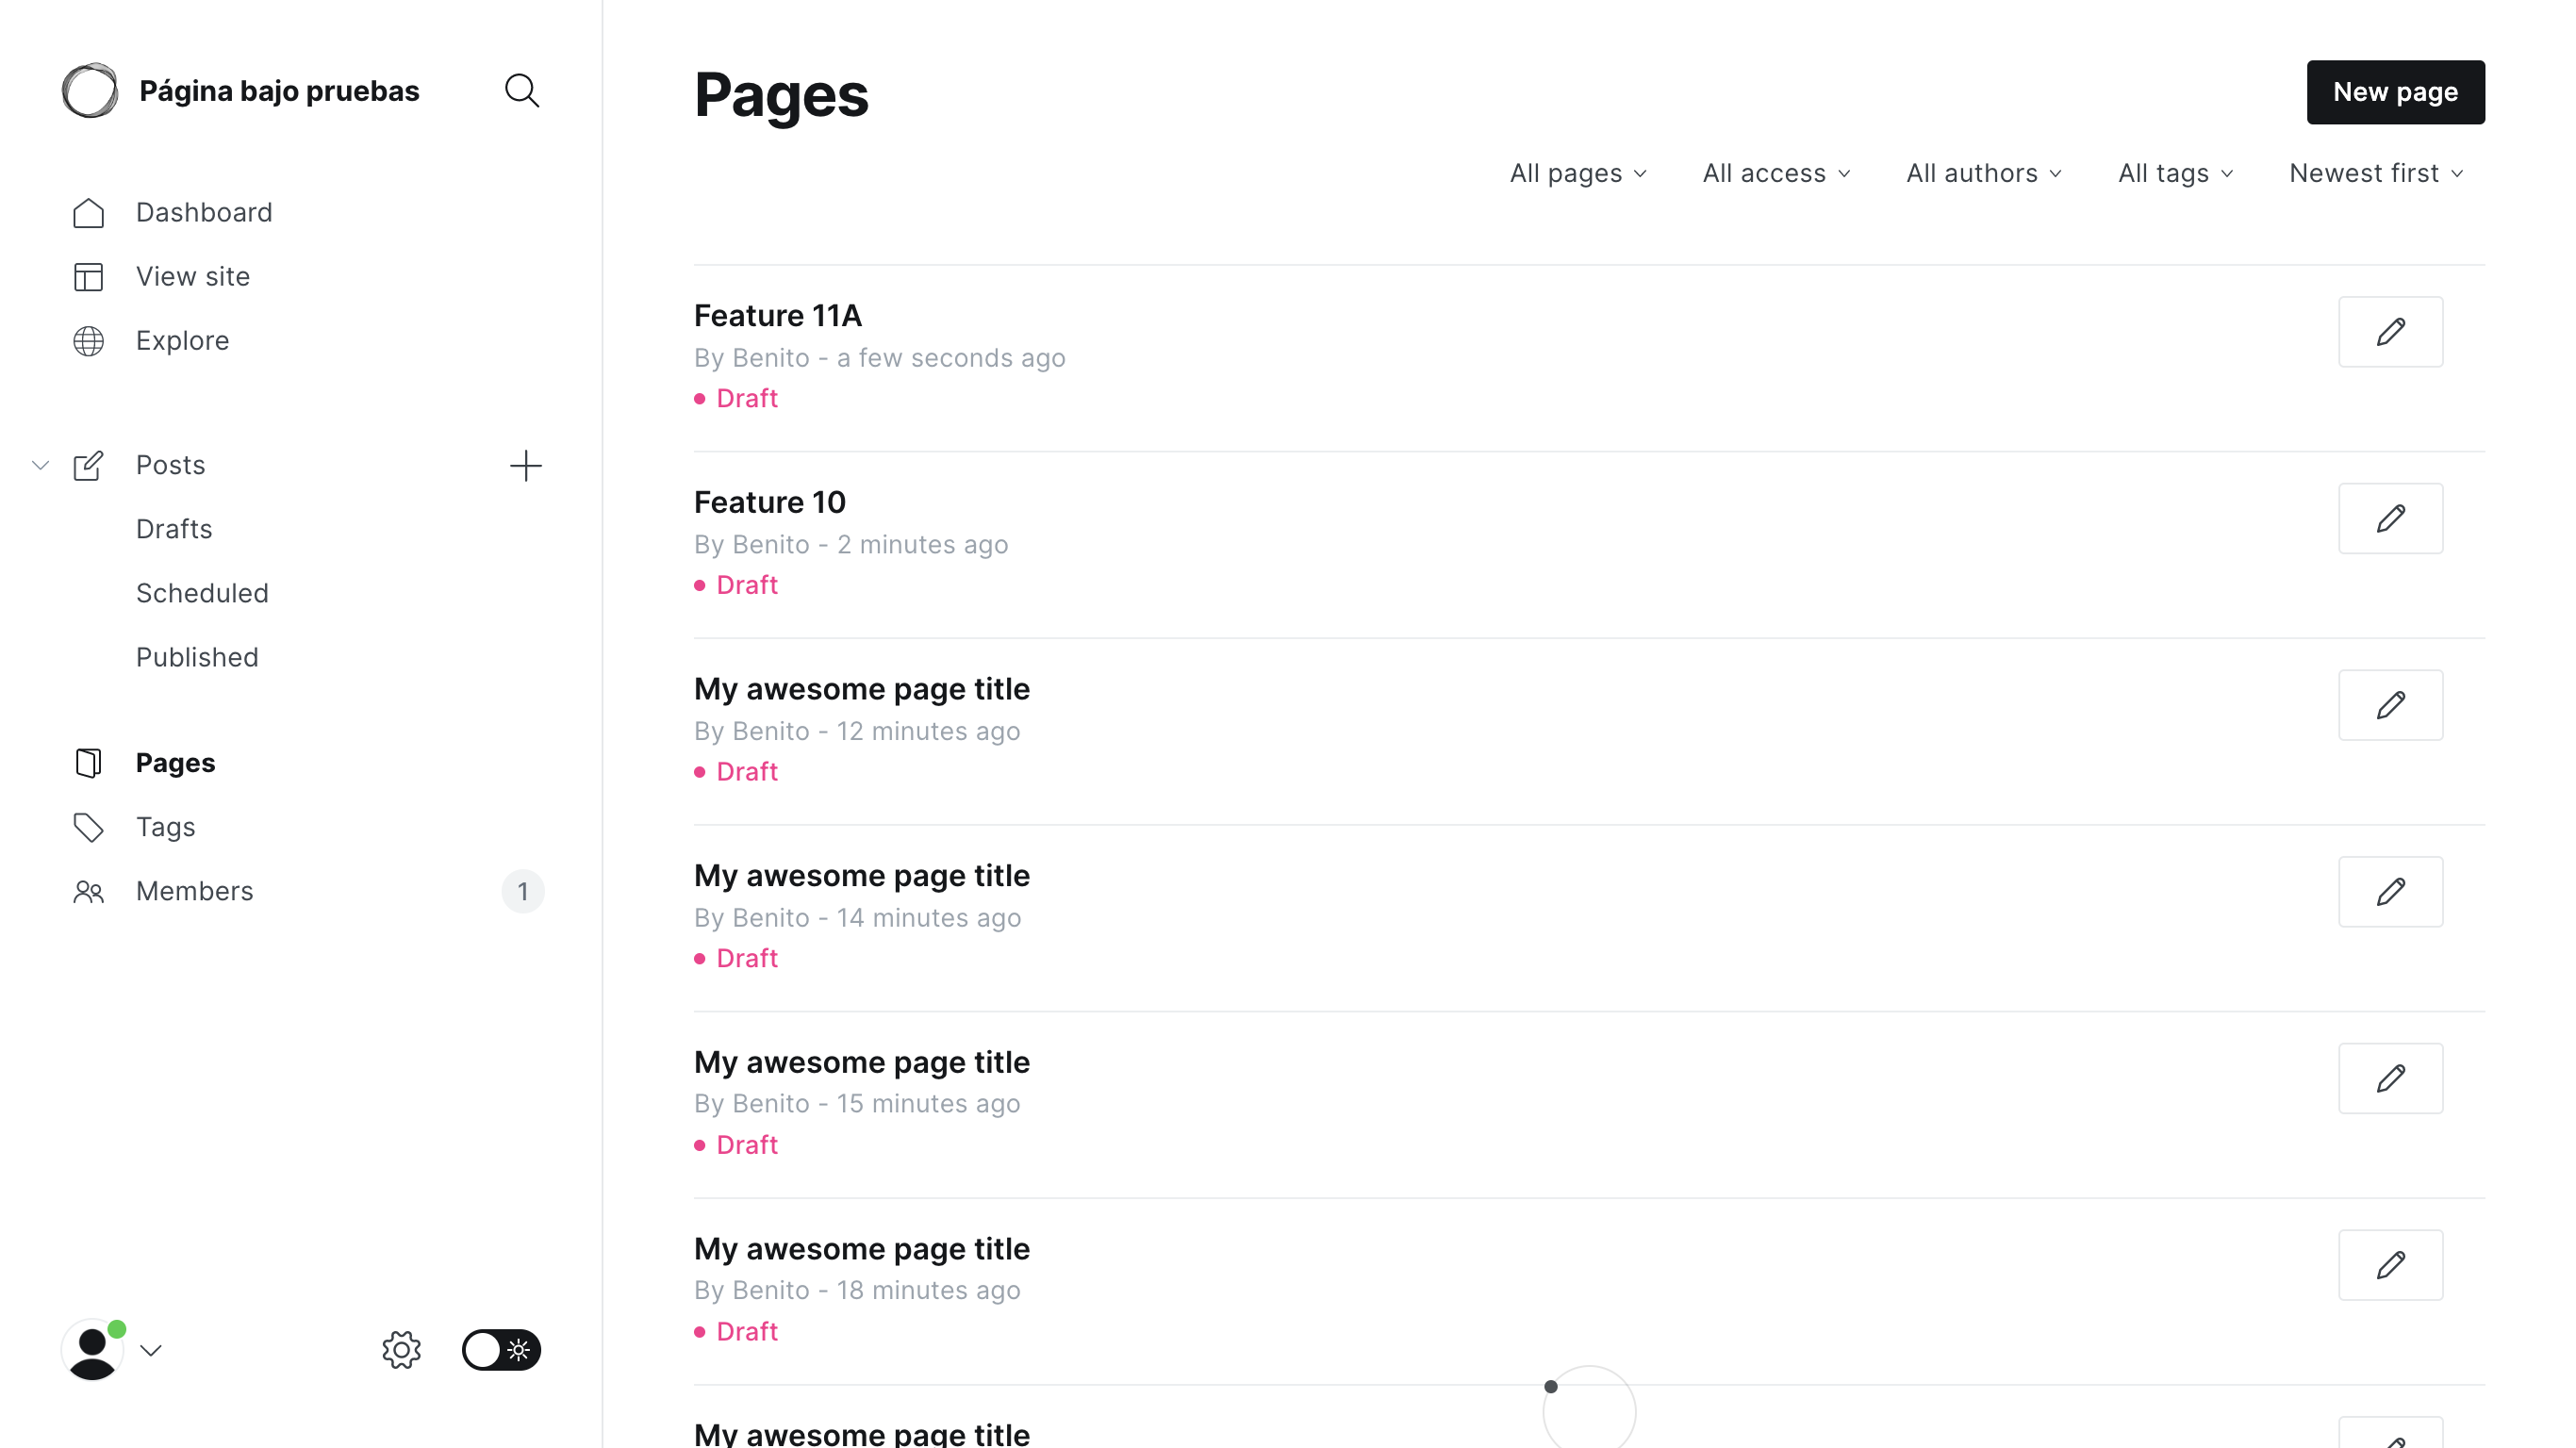 Página bajo pruebas
Dashboard
View site
Explore
Posts
Drafts
Scheduled
Published
Pages
Tags
Members 1
Pages
New page
All pages All access All authors All tags Newest first
Feature 11A
By Benito - a few seconds ago
Draft
Feature 10
By Benito - 2 minutes ago
Draft
My awesome page title
By Benito - 12 minutes ago
Draft
My awesome page title
By Benito - 14 minutes ago
Draft
My awesome page title
By Benito - 15 minutes ago
Draft
My awesome page title
By Benito - 18 minutes ago
Draft
My awesome page title